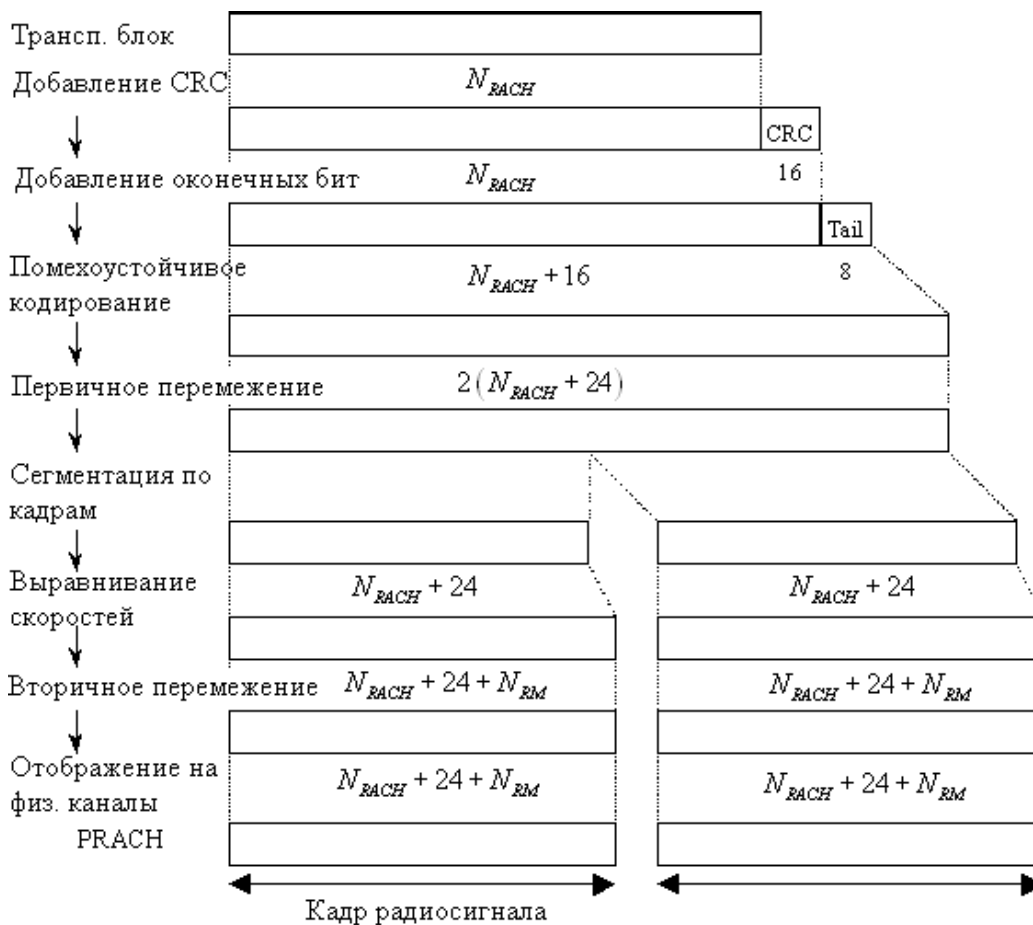 Трансп. блок
Добавление CRC
N_RACH
CRC
Добавление оконечных бит
N_RACH
16
Tail
Помехоустойчивое
кодирование
N_RACH + 16
8
Первичное перемежение
2(N_RACH + 24)
Сегментация по
кадрам
Выравнивание
скоростей
N_RACH + 24
N_RACH + 24
Вторичное перемежение
N_RACH + 24 + N_RM
N_RACH + 24 + N_RM
Отображение на
физ. каналы
N_RACH + 24 + N_RM
N_RACH + 24 + N_RM
PRACH
Кадр радиосигнала